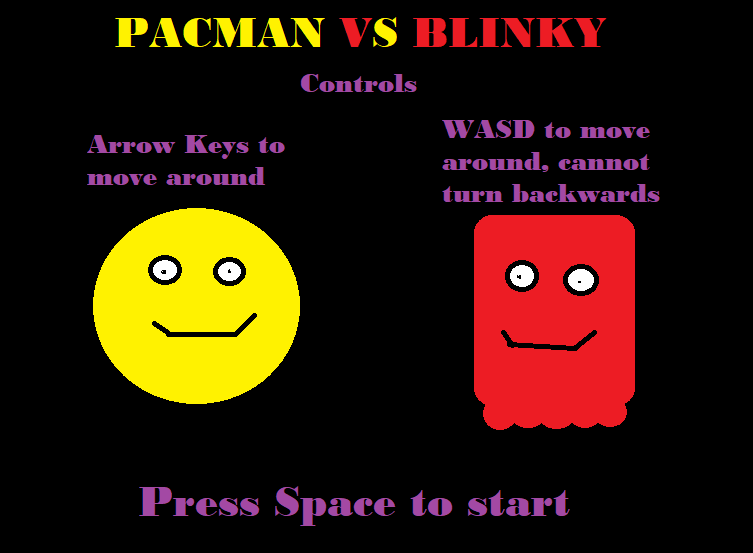 PACMAN VS BLINKY
Controls
Arrow Keys to
move around
WASD to move
around, cannot
turn backwards
Press Space to start